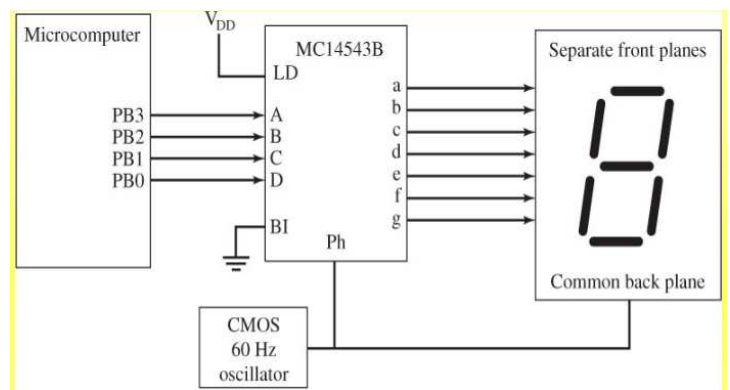 Microcomputer
V_DD
MC14543B
LD
PB3
PB2
PB1
PB0
A
B
C
D
BI
Ph
a
b
c
d
e
f
g
Separate front planes
Common back plane
CMOS
60 Hz
oscillator